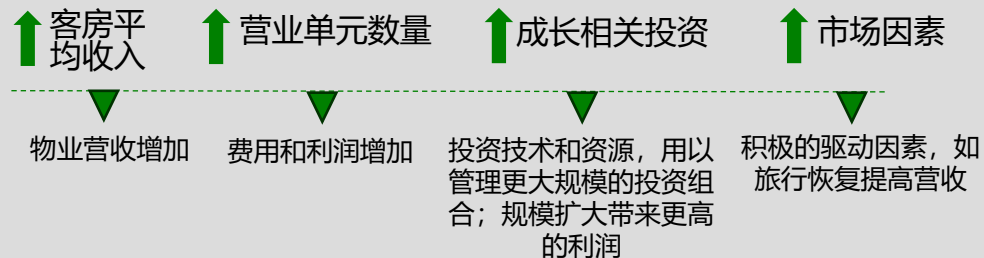 客房平
均收入
营业单元数量
成长相关投资
市场因素
物业营收增加
费用和利润增加
投资技术和资源，用以
管理更大规模的投资组
合；规模扩大带来更高
的利润
积极的驱动因素，如
旅行恢复提高营收